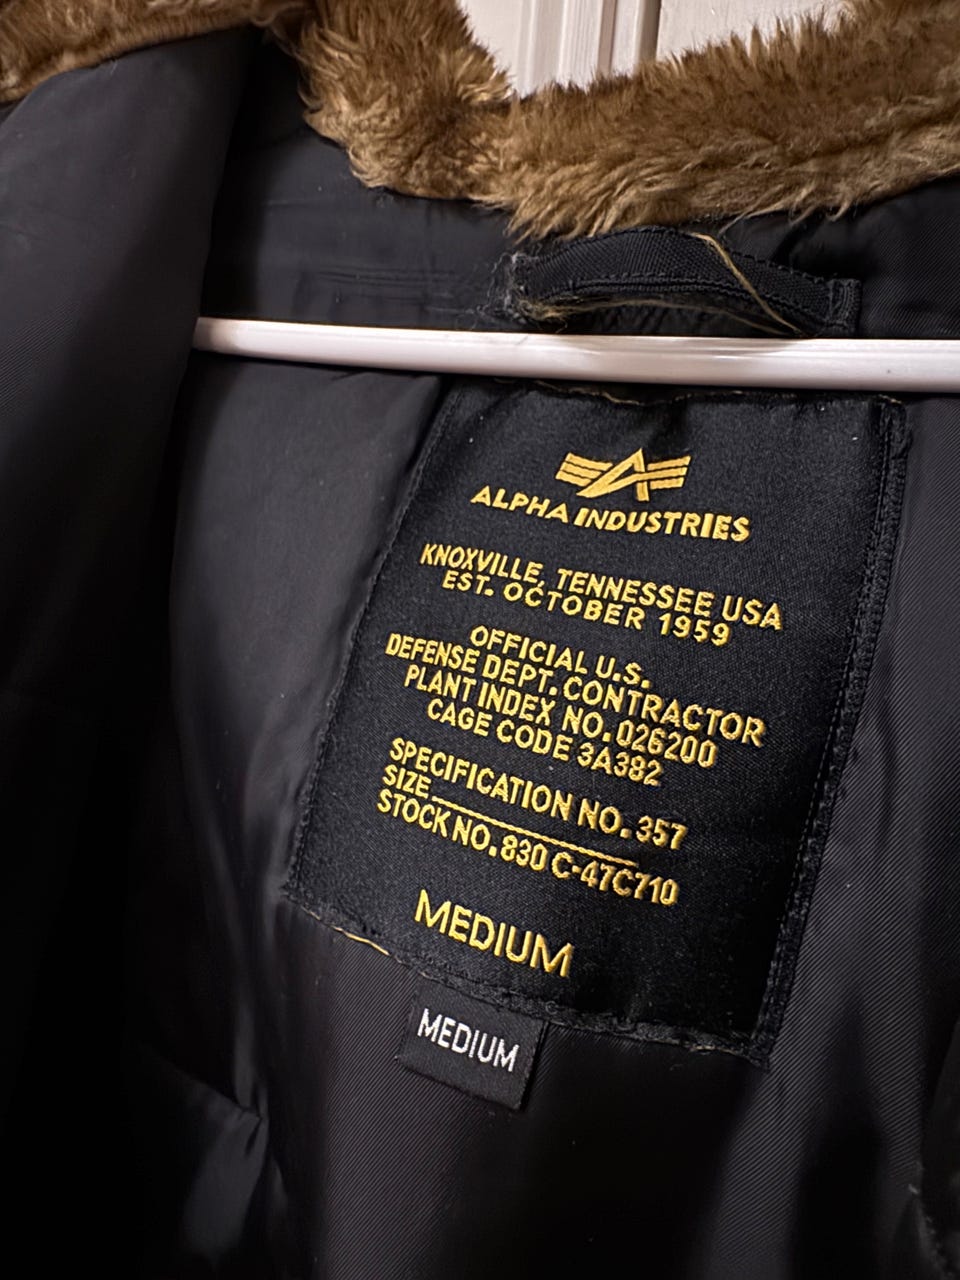 ALPHA INDUSTRIES
KNOXVILLE, TENNESSEE USA
EST. OCTOBER 1959
OFFICIAL U.S.
DEFENSE DEPT. CONTRACTOR
PLANT INDEX NO. 026200
CAGE CODE 3A382
SPECIFICATION NO. 357
SIZE
STOCK NO. 830 C-47C710
MEDIUM
MEDIUM